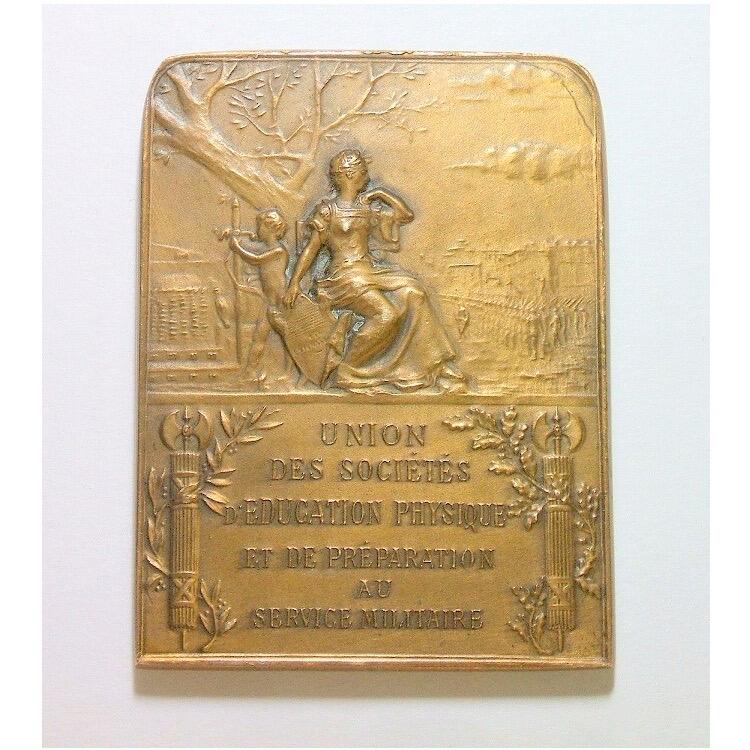 UNION
DES SOCIÉTÉS
D'EDUCATION PHYSIQUE
ET DE PRÉPARATION
AU
SERVICE MILITAIRE